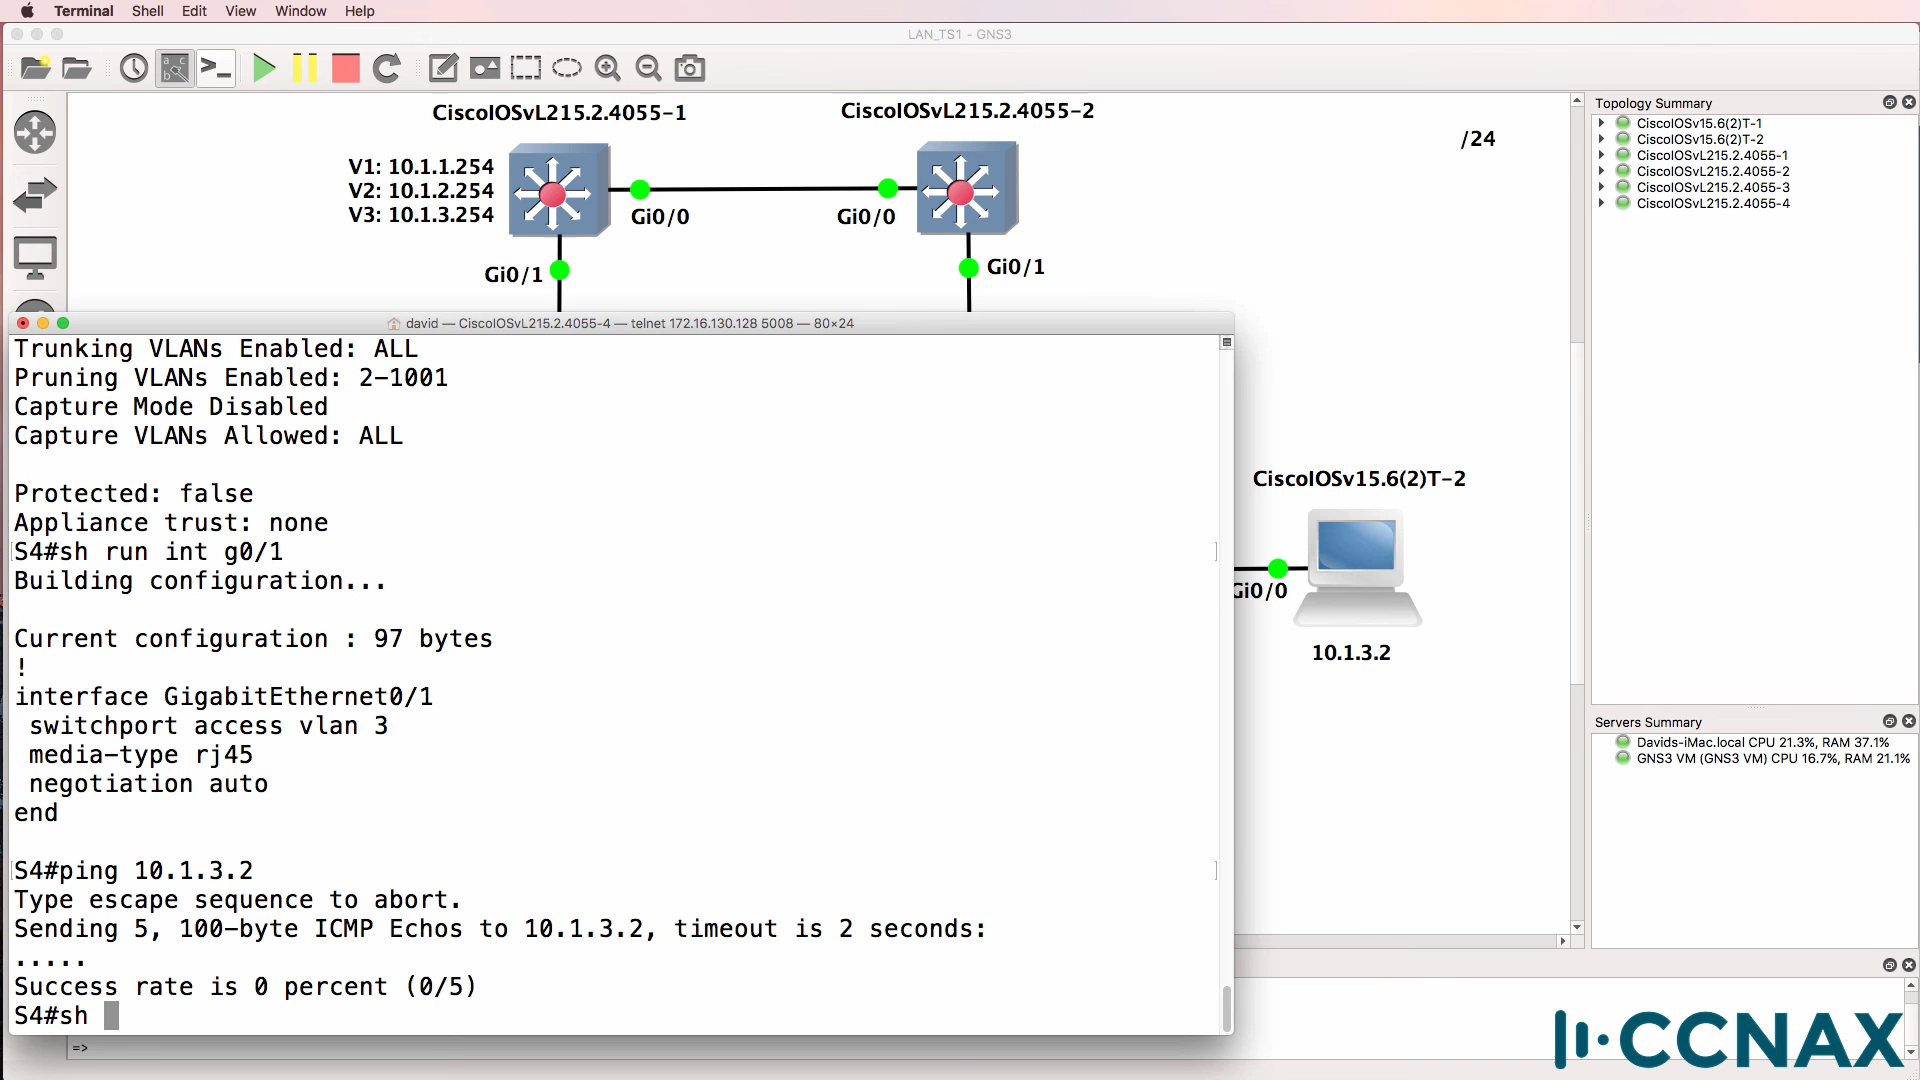 Terminal Shell Edit View Window Help
LAN_TS1 - GNS3
CiscoIOSvL215.2.4055-1
CiscoIOSvL215.2.4055-2
/24
V1: 10.1.1.254
V2: 10.1.2.254
V3: 10.1.3.254
Gi0/0
Gi0/0
Gi0/1
Gi0/1
david — CiscoIOSvL215.2.4055-4 — telnet 172.16.130.128 5008 — 80×24
Trunking VLANs Enabled: ALL
Pruning VLANs Enabled: 2-1001
Capture Mode Disabled
Capture VLANs Allowed: ALL
Protected: false
Appliance trust: none
S4#sh run int g0/1
Building configuration...
Current configuration : 97 bytes
!
interface GigabitEthernet0/1
switchport access vlan 3
media-type rj45
negotiation auto
end
S4#ping 10.1.3.2
Type escape sequence to abort.
Sending 5, 100-byte ICMP Echos to 10.1.3.2, timeout is 2 seconds:
.....
Success rate is 0 percent (0/5)
S4#sh
=>
CiscoIOSv15.6(2)T-2
Gi0/0
10.1.3.2
Topology Summary
CiscoIOSv15.6(2)T-1
CiscoIOSv15.6(2)T-2
CiscoIOSvL215.2.4055-1
CiscoIOSvL215.2.4055-2
CiscoIOSvL215.2.4055-3
CiscoIOSvL215.2.4055-4
Servers Summary
Davids-iMac.local CPU 21.3%, RAM 37.1%
GNS3 VM (GNS3 VM) CPU 16.7%, RAM 21.1%
CCNAX